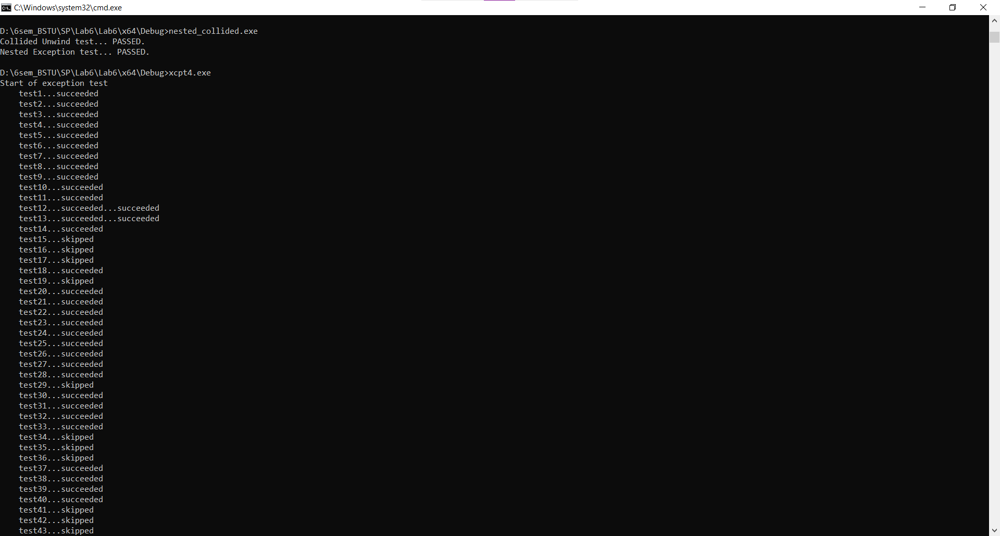 C:\Windows\system32\cmd.exe
D:\6sem_BSTU\SP\Lab6\Lab6\x64\Debug>nested_collided.exe
Collided Unwind test... PASSED.
Nested Exception test... PASSED.
D:\6sem_BSTU\SP\Lab6\Lab6\x64\Debug>xcpt4.exe
Start of exception test
test1...succeeded
test2...succeeded
test3...succeeded
test4...succeeded
test5...succeeded
test6...succeeded
test7...succeeded
test8...succeeded
test9...succeeded
test10...succeeded
test11...succeeded
test12...succeeded...succeeded
test13...succeeded...succeeded
test14...succeeded
test15...skipped
test16...skipped
test17...skipped
test18...succeeded
test19...skipped
test20...succeeded
test21...succeeded
test22...succeeded
test23...succeeded
test24...succeeded
test25...succeeded
test26...succeeded
test27...succeeded
test28...succeeded
test29...skipped
test30...succeeded
test31...succeeded
test32...succeeded
test33...succeeded
test34...skipped
test35...skipped
test36...skipped
test37...succeeded
test38...succeeded
test39...succeeded
test40...succeeded
test41...skipped
test42...skipped
test43...skipped